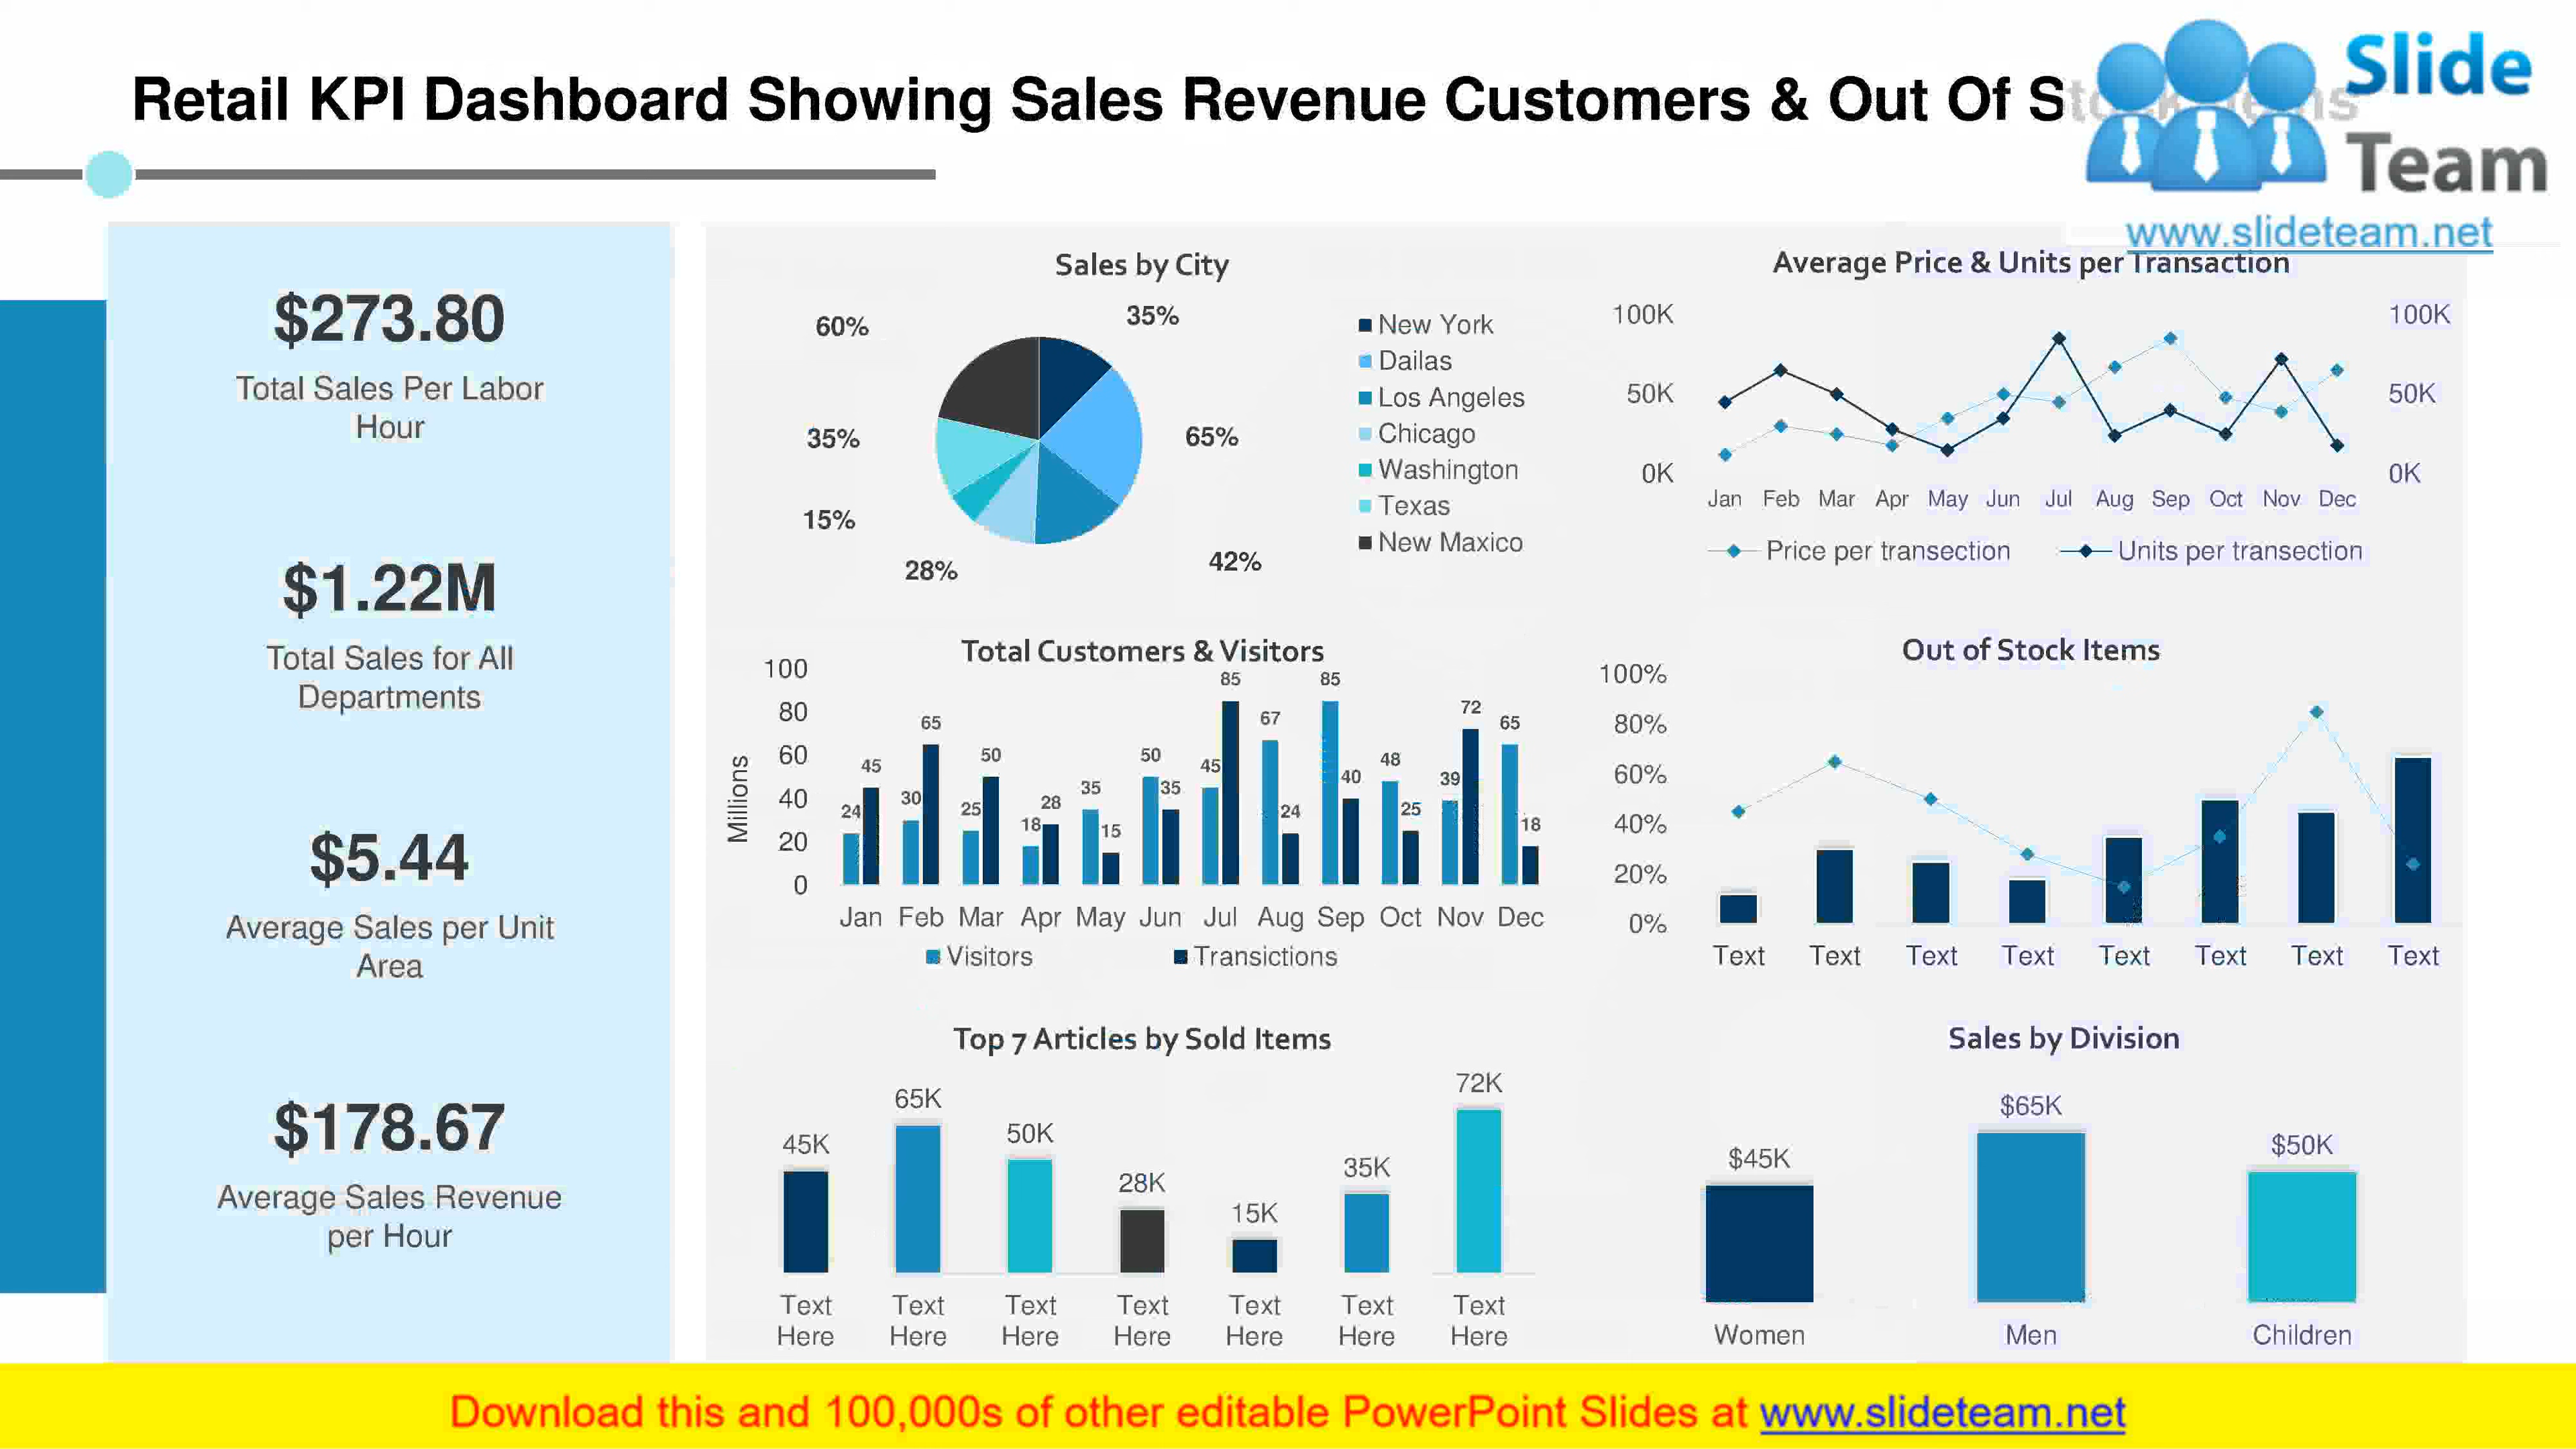 Retail KPI Dashboard Showing Sales Revenue Customers & Out Of Stock Items
Slide
Team
www.slideteam.net
$273.80
Total Sales Per Labor
Hour
$1.22M
Total Sales for All
Departments
$5.44
Average Sales per Unit
Area
$178.67
Average Sales Revenue
per Hour
Sales by City
60%
35%
35%
65%
15%
28%
42%
New York
Dailas
Los Angeles
Chicago
Washington
Texas
New Maxico
Average Price & Units per Transaction
100K
50K
0K
100K
50K
0K
Jan Feb Mar Apr May Jun Jul Aug Sep Oct Nov Dec
Price per transection
Units per transection
Total Customers & Visitors
Millions
100
80
60
40
20
0
24 45 30 65 25 50 18 28 35 15 50 35 45 85 67 24 85 40 48 25 39 72 65 18
Jan Feb Mar Apr May Jun Jul Aug Sep Oct Nov Dec
Visitors
Transictions
Out of Stock Items
100%
80%
60%
40%
20%
0%
Text Text Text Text Text Text Text Text
Top 7 Articles by Sold Items
45K 65K 50K 28K 15K 35K 72K
Text Text Text Text Text Text Text
Here Here Here Here Here Here Here
Sales by Division
$45K $65K $50K
Women Men Children
Download this and 100,000s of other editable PowerPoint Slides at www.slideteam.net